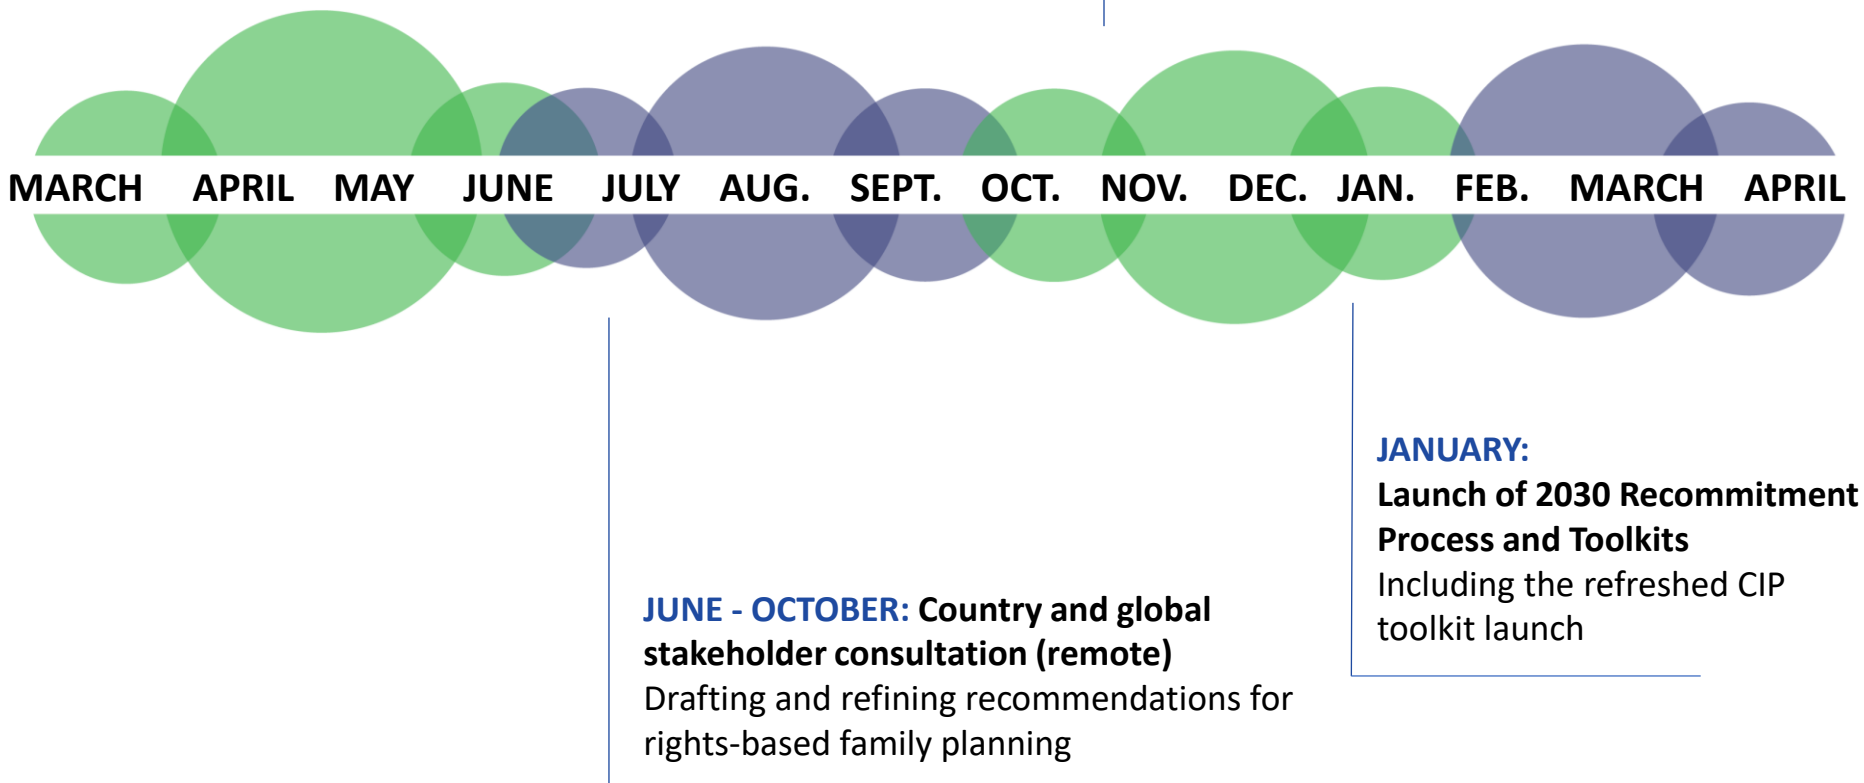 MARCH APRIL MAY JUNE JULY AUG. SEPT. OCT. NOV. DEC. JAN. FEB. MARCH APRIL
JUNE - OCTOBER: Country and global
stakeholder consultation (remote)
Drafting and refining recommendations for
rights-based family planning
JANUARY:
Launch of 2030 Recommitment
Process and Toolkits
Including the refreshed CIP
toolkit launch